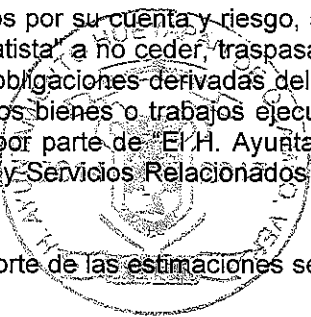 os por su cuenta y riesgo,
atista" a no ceder, traspasa
obligaciones derivadas del
os bienes o trabajos ejecu
por parte de "El H. Ayunta
y Servicios Relacionados
orte de las estimaciones se